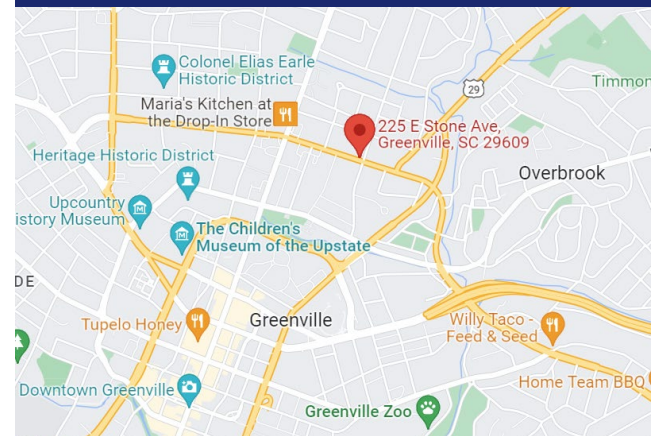 Colonel Elias Earle
Historic District
29
Timmon
Maria's Kitchen at
the Drop-In Store
225 E Stone Ave,
Greenville, SC 29609
Heritage Historic District
Overbrook
Upcountry
istory Museum
The Children's
Museum of the Upstate
DE
Tupelo Honey
Greenville
Willy Taco -
Feed & Seed
Downtown Greenville
Home Team BBQ
Greenville Zoo